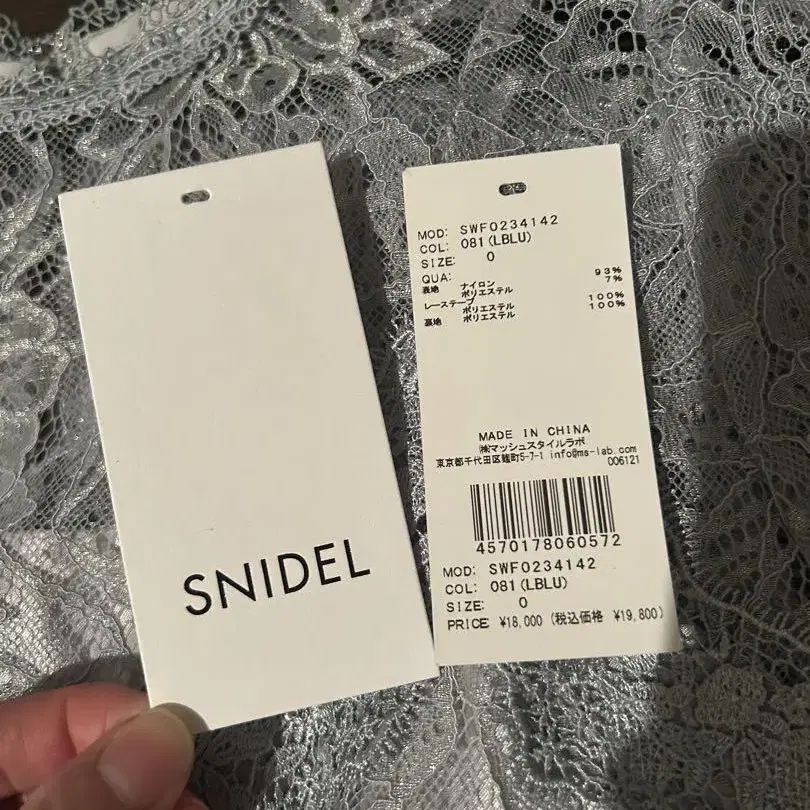 SNIDEL
MOD: SWF0234142
COL: 081(LBLU)
SIZE: 0
QUA:
表地 ナイロン 93%
ポリエステル 7%
レーステープ
ポリエステル 100%
裏地 ポリエステル 100%
MADE IN CHINA
㈱マッシュスタイルラボ
東京都千代田区麹町5-7-1 info@ms-lab.com
006121
4570178060572
MOD: SWF0234142
COL: 081(LBLU)
SIZE: 0
PRICE: ¥18,000 (税込価格 ¥19,800)